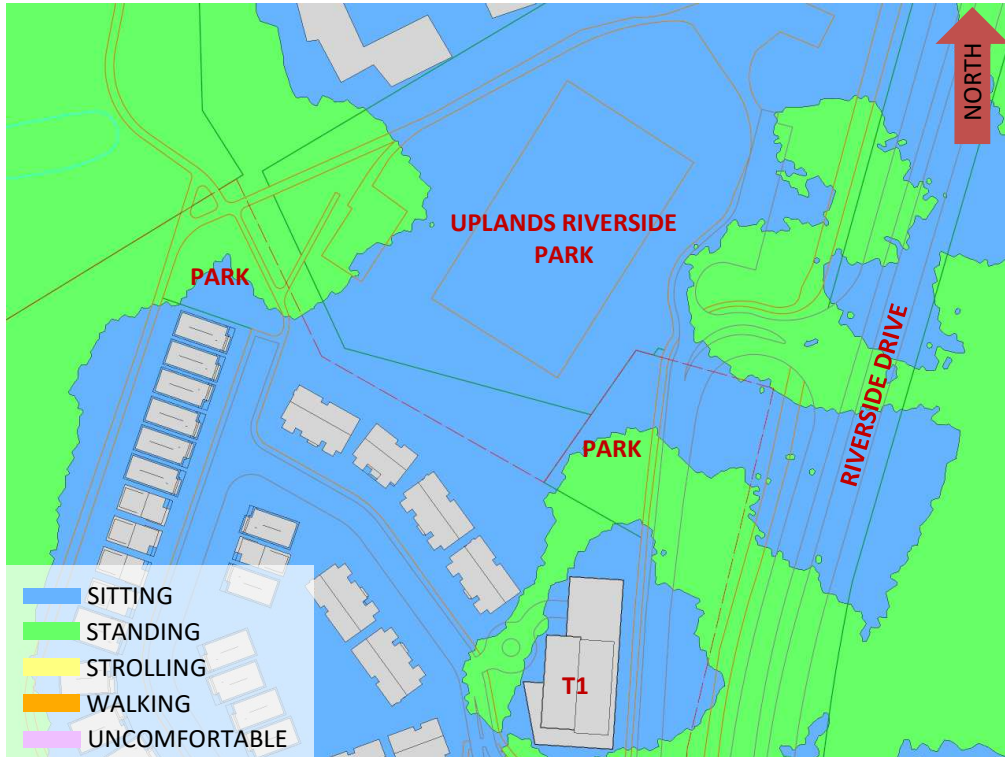 NORTH
UPLANDS RIVERSIDE
PARK
PARK
RIVERSIDE DRIVE
PARK
T1
SITTING
STANDING
STROLLING
WALKING
UNCOMFORTABLE